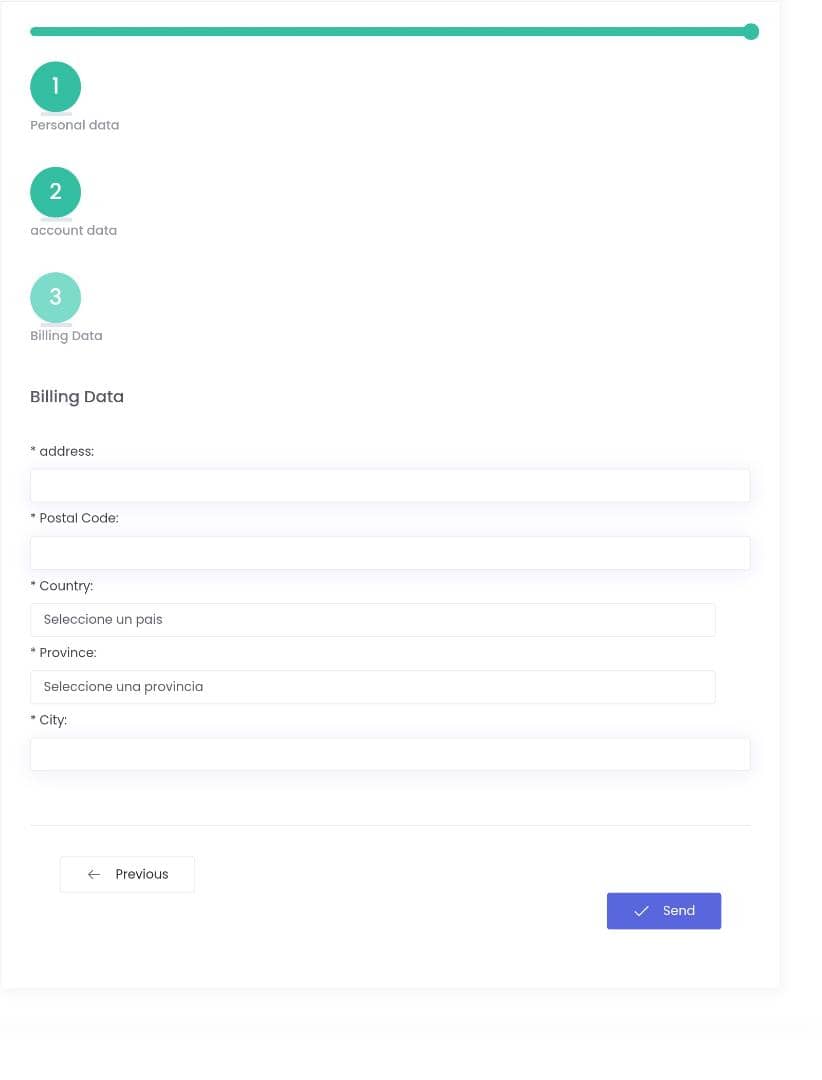 1
Personal data
2
account data
3
Billing Data
Billing Data
* address:
* Postal Code:
* Country:
Seleccione un pais
* Province:
Seleccione una provincia
* City:
Previous
Send